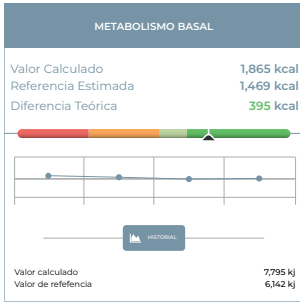 METABOLISMO BASAL
Valor Calculado 1,865 kcal
Referencia Estimada 1,469 kcal
Diferencia Teórica 395 kcal
HISTORIAL
Valor calculado 7,795 kj
Valor de refencia 6,142 kj